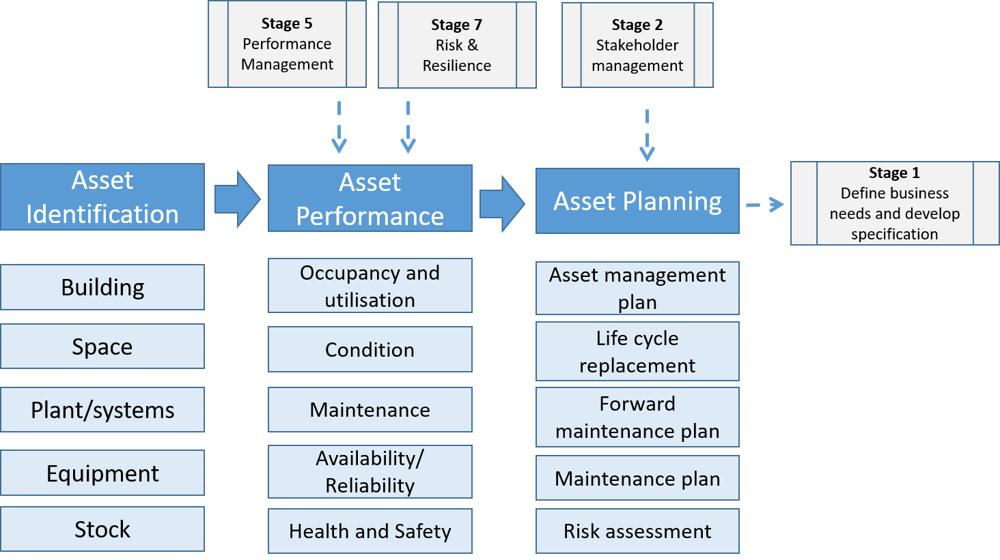 Stage 5
Performance
Management
Stage 7
Risk &
Resilience
Stage 2
Stakeholder
management
Asset
Identification
Asset
Performance
Asset Planning
Stage 1
Define business
needs and develop
specification
Building
Space
Plant/systems
Equipment
Stock
Occupancy and
utilisation
Condition
Maintenance
Availability/
Reliability
Health and Safety
Asset management
plan
Life cycle
replacement
Forward
maintenance plan
Maintenance plan
Risk assessment